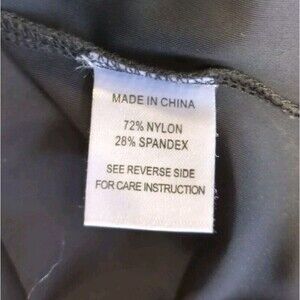 MADE IN CHINA
72% NYLON
28% SPANDEX
SEE REVERSE SIDE
FOR CARE INSTRUCTION